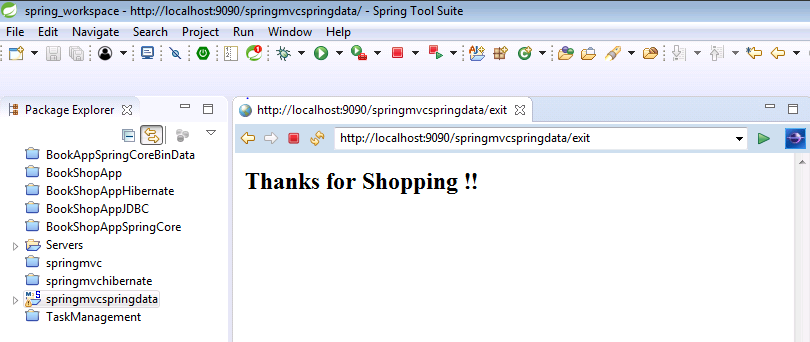 spring_workspace - http://localhost:9090/springmvcspringdata/ - Spring Tool Suite
File Edit Navigate Search Project Run Window Help
Package Explorer
http://localhost:9090/springmvcspringdata/exit
http://localhost:9090/springmvcspringdata/exit
Thanks for Shopping !!
BookAppSpringCoreBinData
BookShopApp
BookShopAppHibernate
BookShopAppJDBC
BookShopAppSpringCore
Servers
springmvc
springmvchibernate
springmvcspringdata
TaskManagement